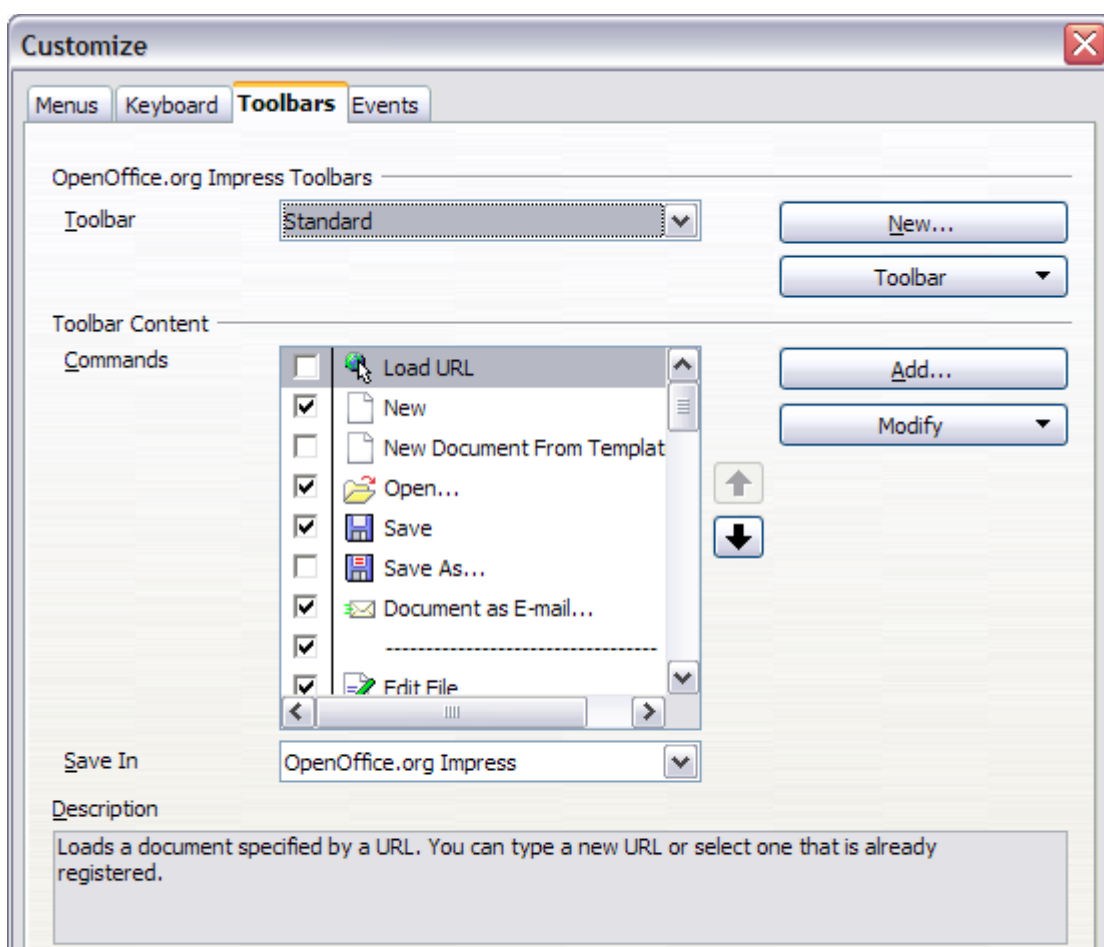 Customize
Menus Keyboard Toolbars Events
OpenOffice.org Impress Toolbars
Toolbar Standard New...
Toolbar
Toolbar Content
Commands Load URL Add...
New
Modify
New Document From Templat
Open...
Save
Save As...
Document as E-mail...
----------------------------------
Edit File
Save In OpenOffice.org Impress
Description
Loads a document specified by a URL. You can type a new URL or select one that is already
registered.